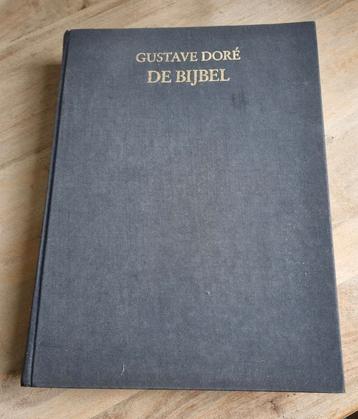 GUSTAVE DORÉ
DE BIJBEL